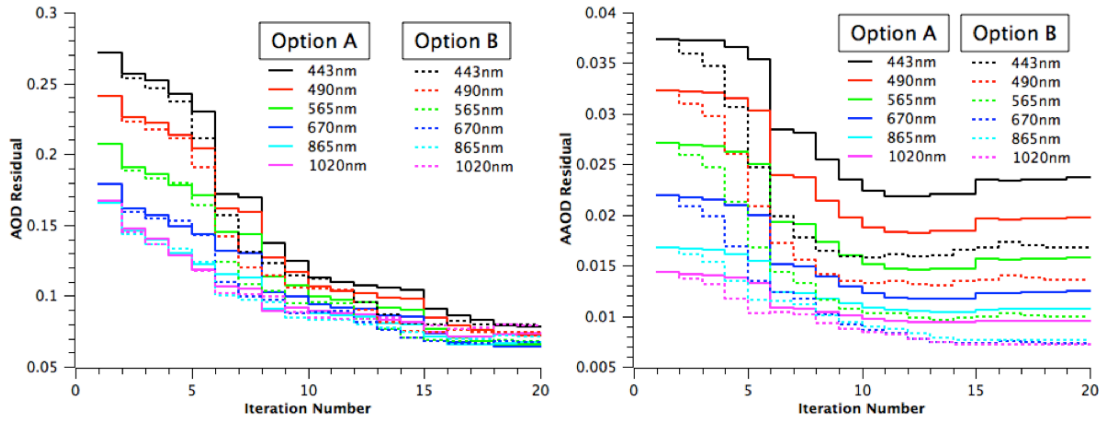 0.3
0.25
0.2
0.15
0.1
0.05
AOD Residual
0 5 10 15 20
Iteration Number
Option A Option B
443nm 443nm
490nm 490nm
565nm 565nm
670nm 670nm
865nm 865nm
1020nm 1020nm
0.04
0.035
0.03
0.025
0.02
0.015
0.01
0.005
AAOD Residual
0 5 10 15 20
Iteration Number
Option A Option B
443nm 443nm
490nm 490nm
565nm 565nm
670nm 670nm
865nm 865nm
1020nm 1020nm